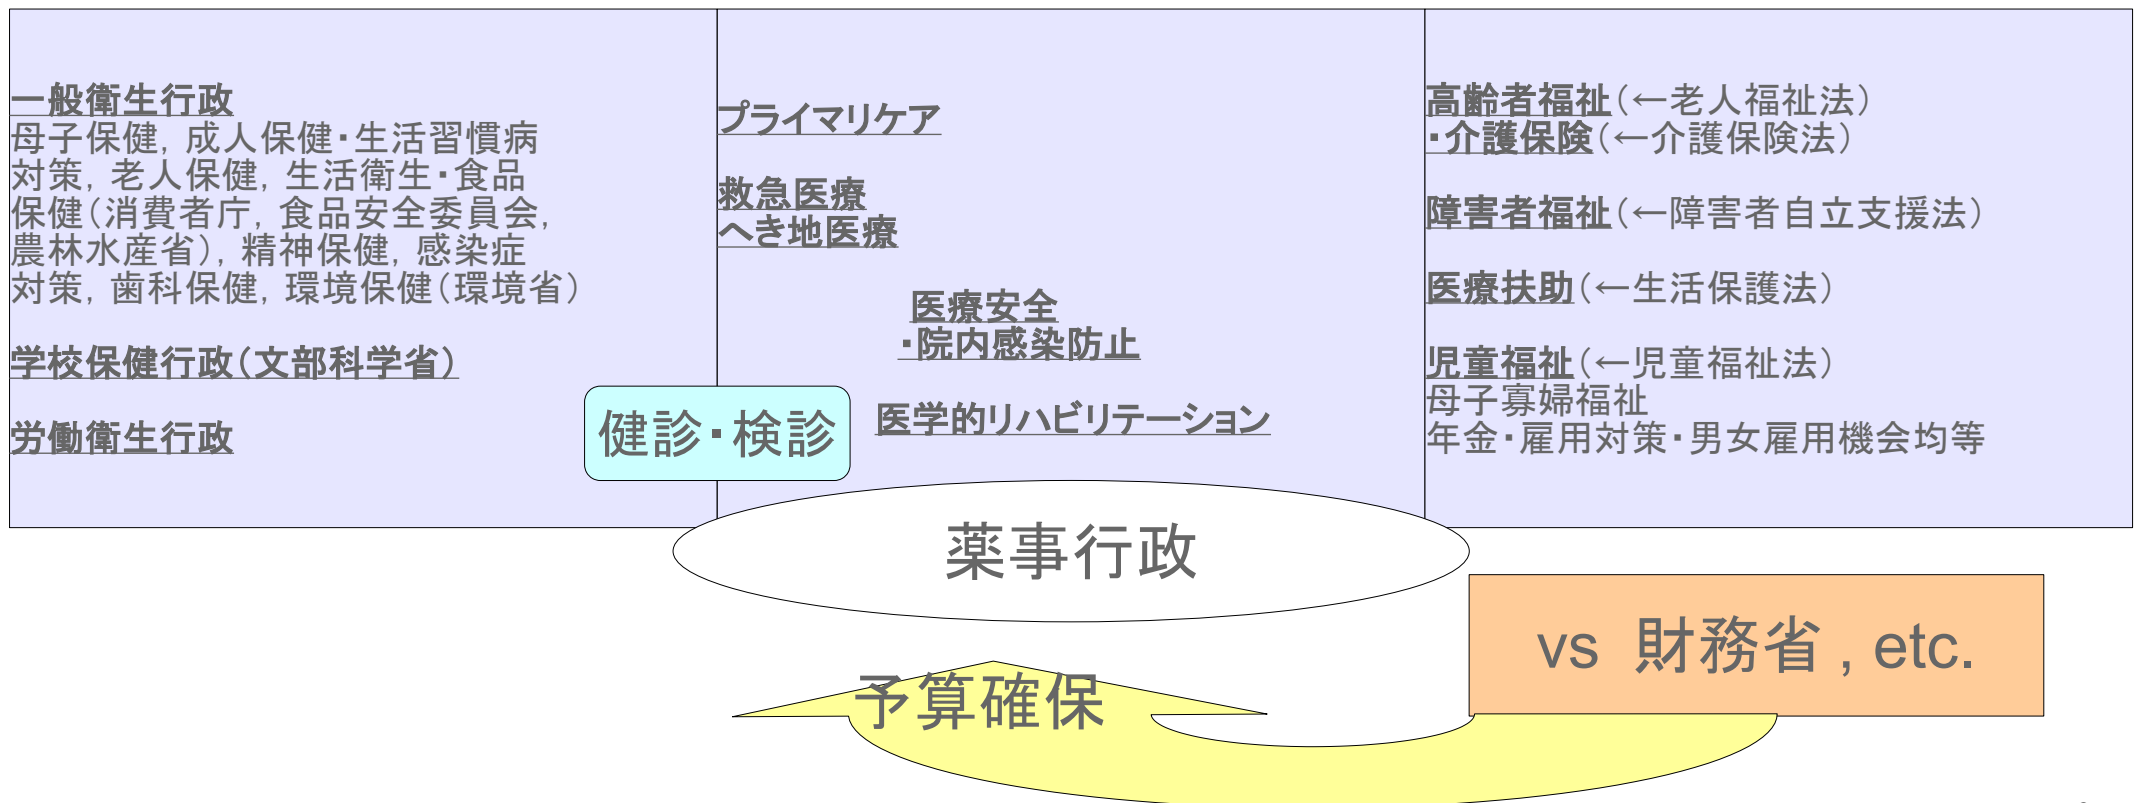 一般衛生行政
母子保健, 成人保健・生活習慣病
対策, 老人保健, 生活衛生・食品
保健(消費者庁, 食品安全委員会,
農林水産省), 精神保健, 感染症
対策, 歯科保健, 環境保健(環境省)
学校保健行政(文部科学省)
労働衛生行政
プライマリケア
救急医療
へき地医療
医療安全
・院内感染防止
医学的リハビリテーション
高齢者福祉(←老人福祉法)
・介護保険(←介護保険法)
障害者福祉(←障害者自立支援法)
医療扶助(←生活保護法)
児童福祉(←児童福祉法)
母子寡婦福祉
年金・雇用対策・男女雇用機会均等
健診・検診
薬事行政
vs 財務省 , etc.
予算確保